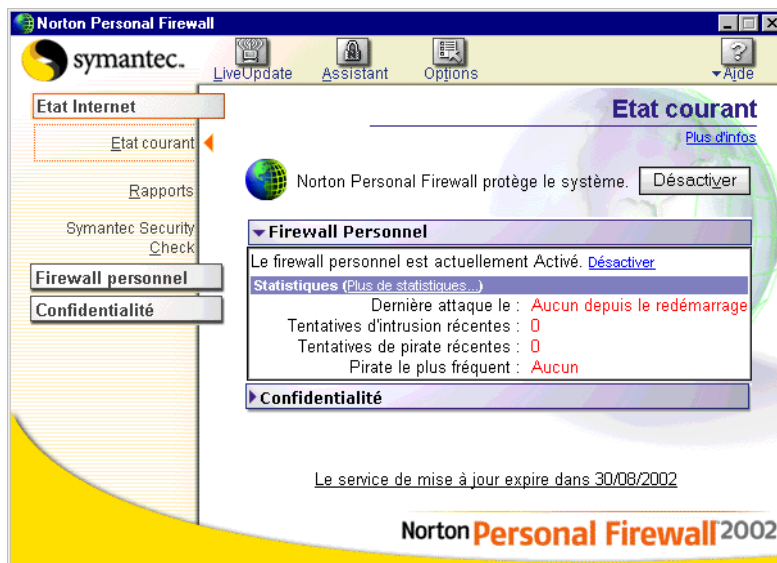 Norton Personal Firewall
symantec.
LiveUpdate
Assistant
Options
Aide
Etat Internet
Etat courant
Rapports
Symantec Security
Check
Firewall personnel
Confidentialité
Etat courant
Plus d'infos
Norton Personal Firewall protège le système.
Désactiver
Firewall Personnel
Le firewall personnel est actuellement Activé. Désactiver
Statistiques (Plus de statistiques...)
Dernière attaque le : Aucun depuis le redémarrage
Tentatives d'intrusion récentes : 0
Tentatives de pirate récentes : 0
Pirate le plus fréquent : Aucun
Confidentialité
Le service de mise à jour expire dans 30/08/2002
Norton Personal Firewall 2002